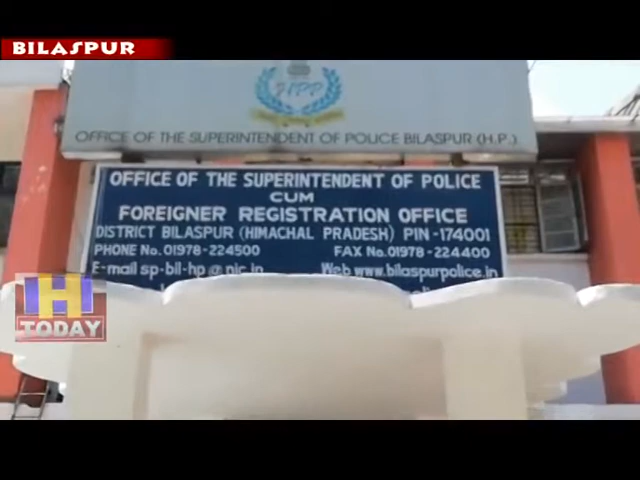 BILASPUR
HPP
OFFICE OF THE SUPERINTENDENT OF POLICE BILASPUR (H.P.)
OFFICE OF THE SUPERINTENDENT OF POLICE
CUM
FOREIGNER REGISTRATION OFFICE
DISTRICT BILASPUR (HIMACHAL PRADESH) PIN-174001
PHONE No.01978-224500 FAX No.01978-224400
E-mail sp-bil-hp@nic.in Web www.bilaspurpolice.nic.in
H
TODAY